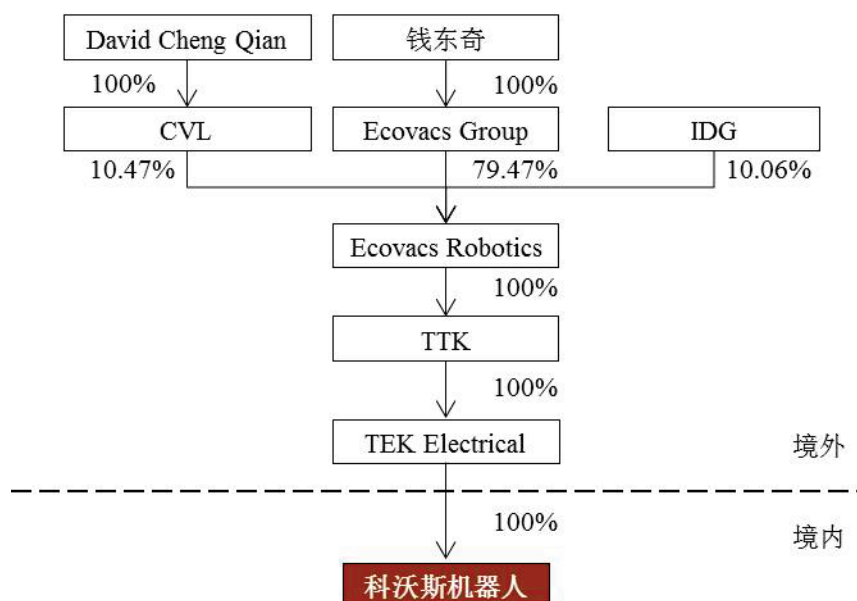 David Cheng Qian
钱东奇
100%
100%
CVL
Ecovacs Group
IDG
10.47%
79.47%
10.06%
Ecovacs Robotics
100%
TTK
100%
TEK Electrical
境外
100%
境内
科沃斯机器人